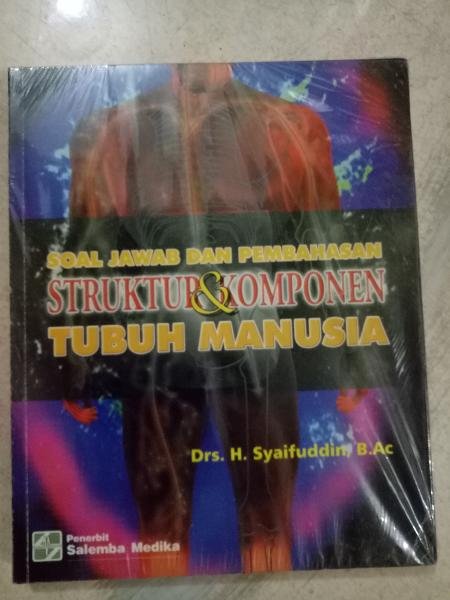 SOAL JAWAB DAN PEMBAHASAN
STRUKTUR & KOMPONEN
TUBUH MANUSIA
Drs. H. Syaifuddin, B.Ac
Penerbit
Salemba Medika